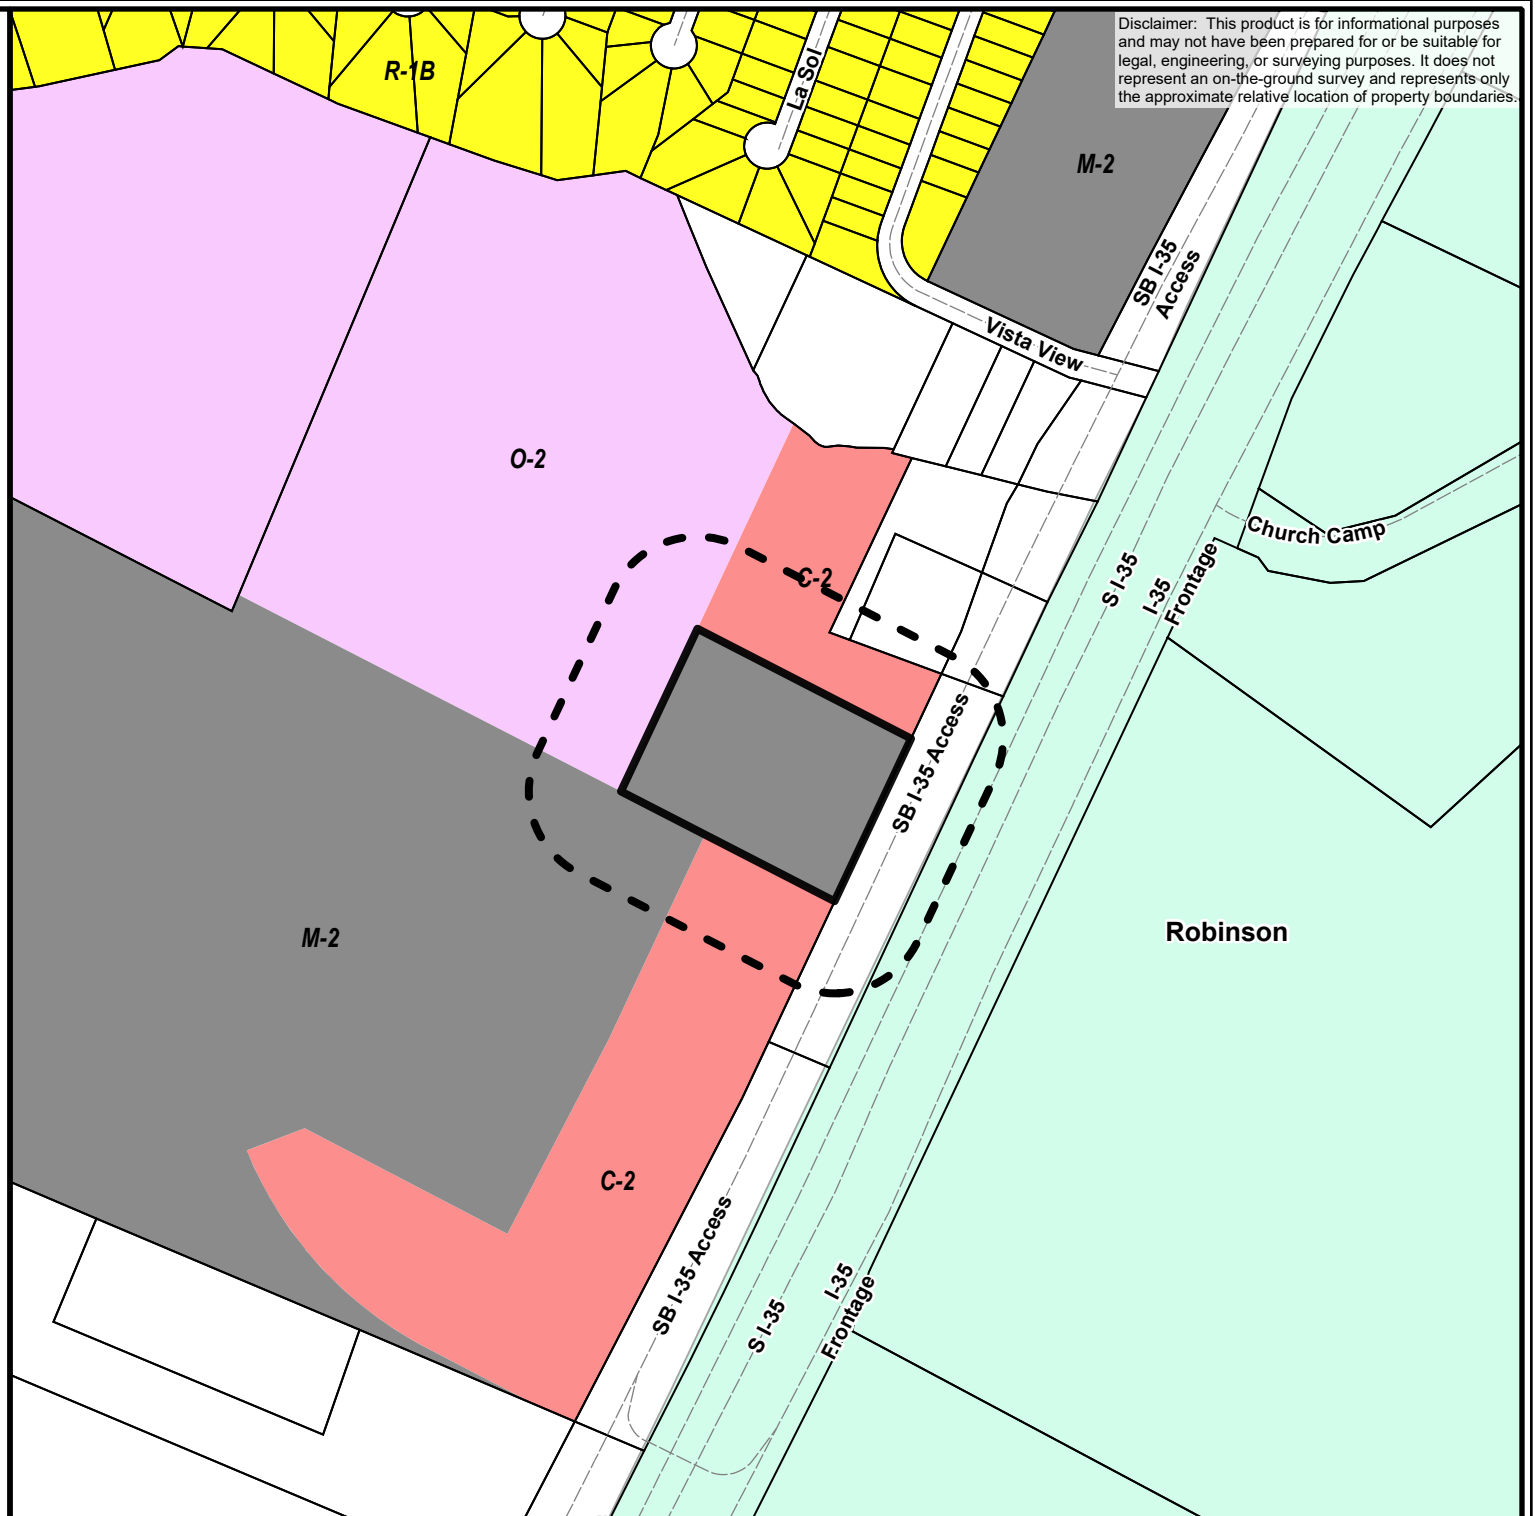 Disclaimer: This product is for informational purposes
and may not have been prepared for or be suitable for
legal, engineering, or surveying purposes. It does not
represent an on-the-ground survey and represents only
the approximate relative location of property boundaries.
R-1B
La Sol
M-2
SB I-35
Access
Vista View
O-2
C-2
Church Camp
S I-35
I-35
Frontage
SB I-35 Access
M-2
Robinson
C-2
SB I-35 Access
S I-35
I-35
Frontage